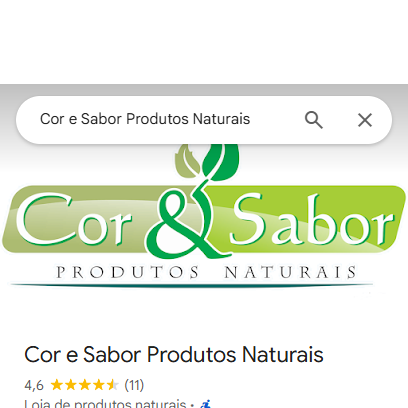 Cor e Sabor Produtos Naturais
Cor & Sabor
PRODUTOS NATURAIS
Cor e Sabor Produtos Naturais
4,6 (11)
Loja de produtos naturais ·